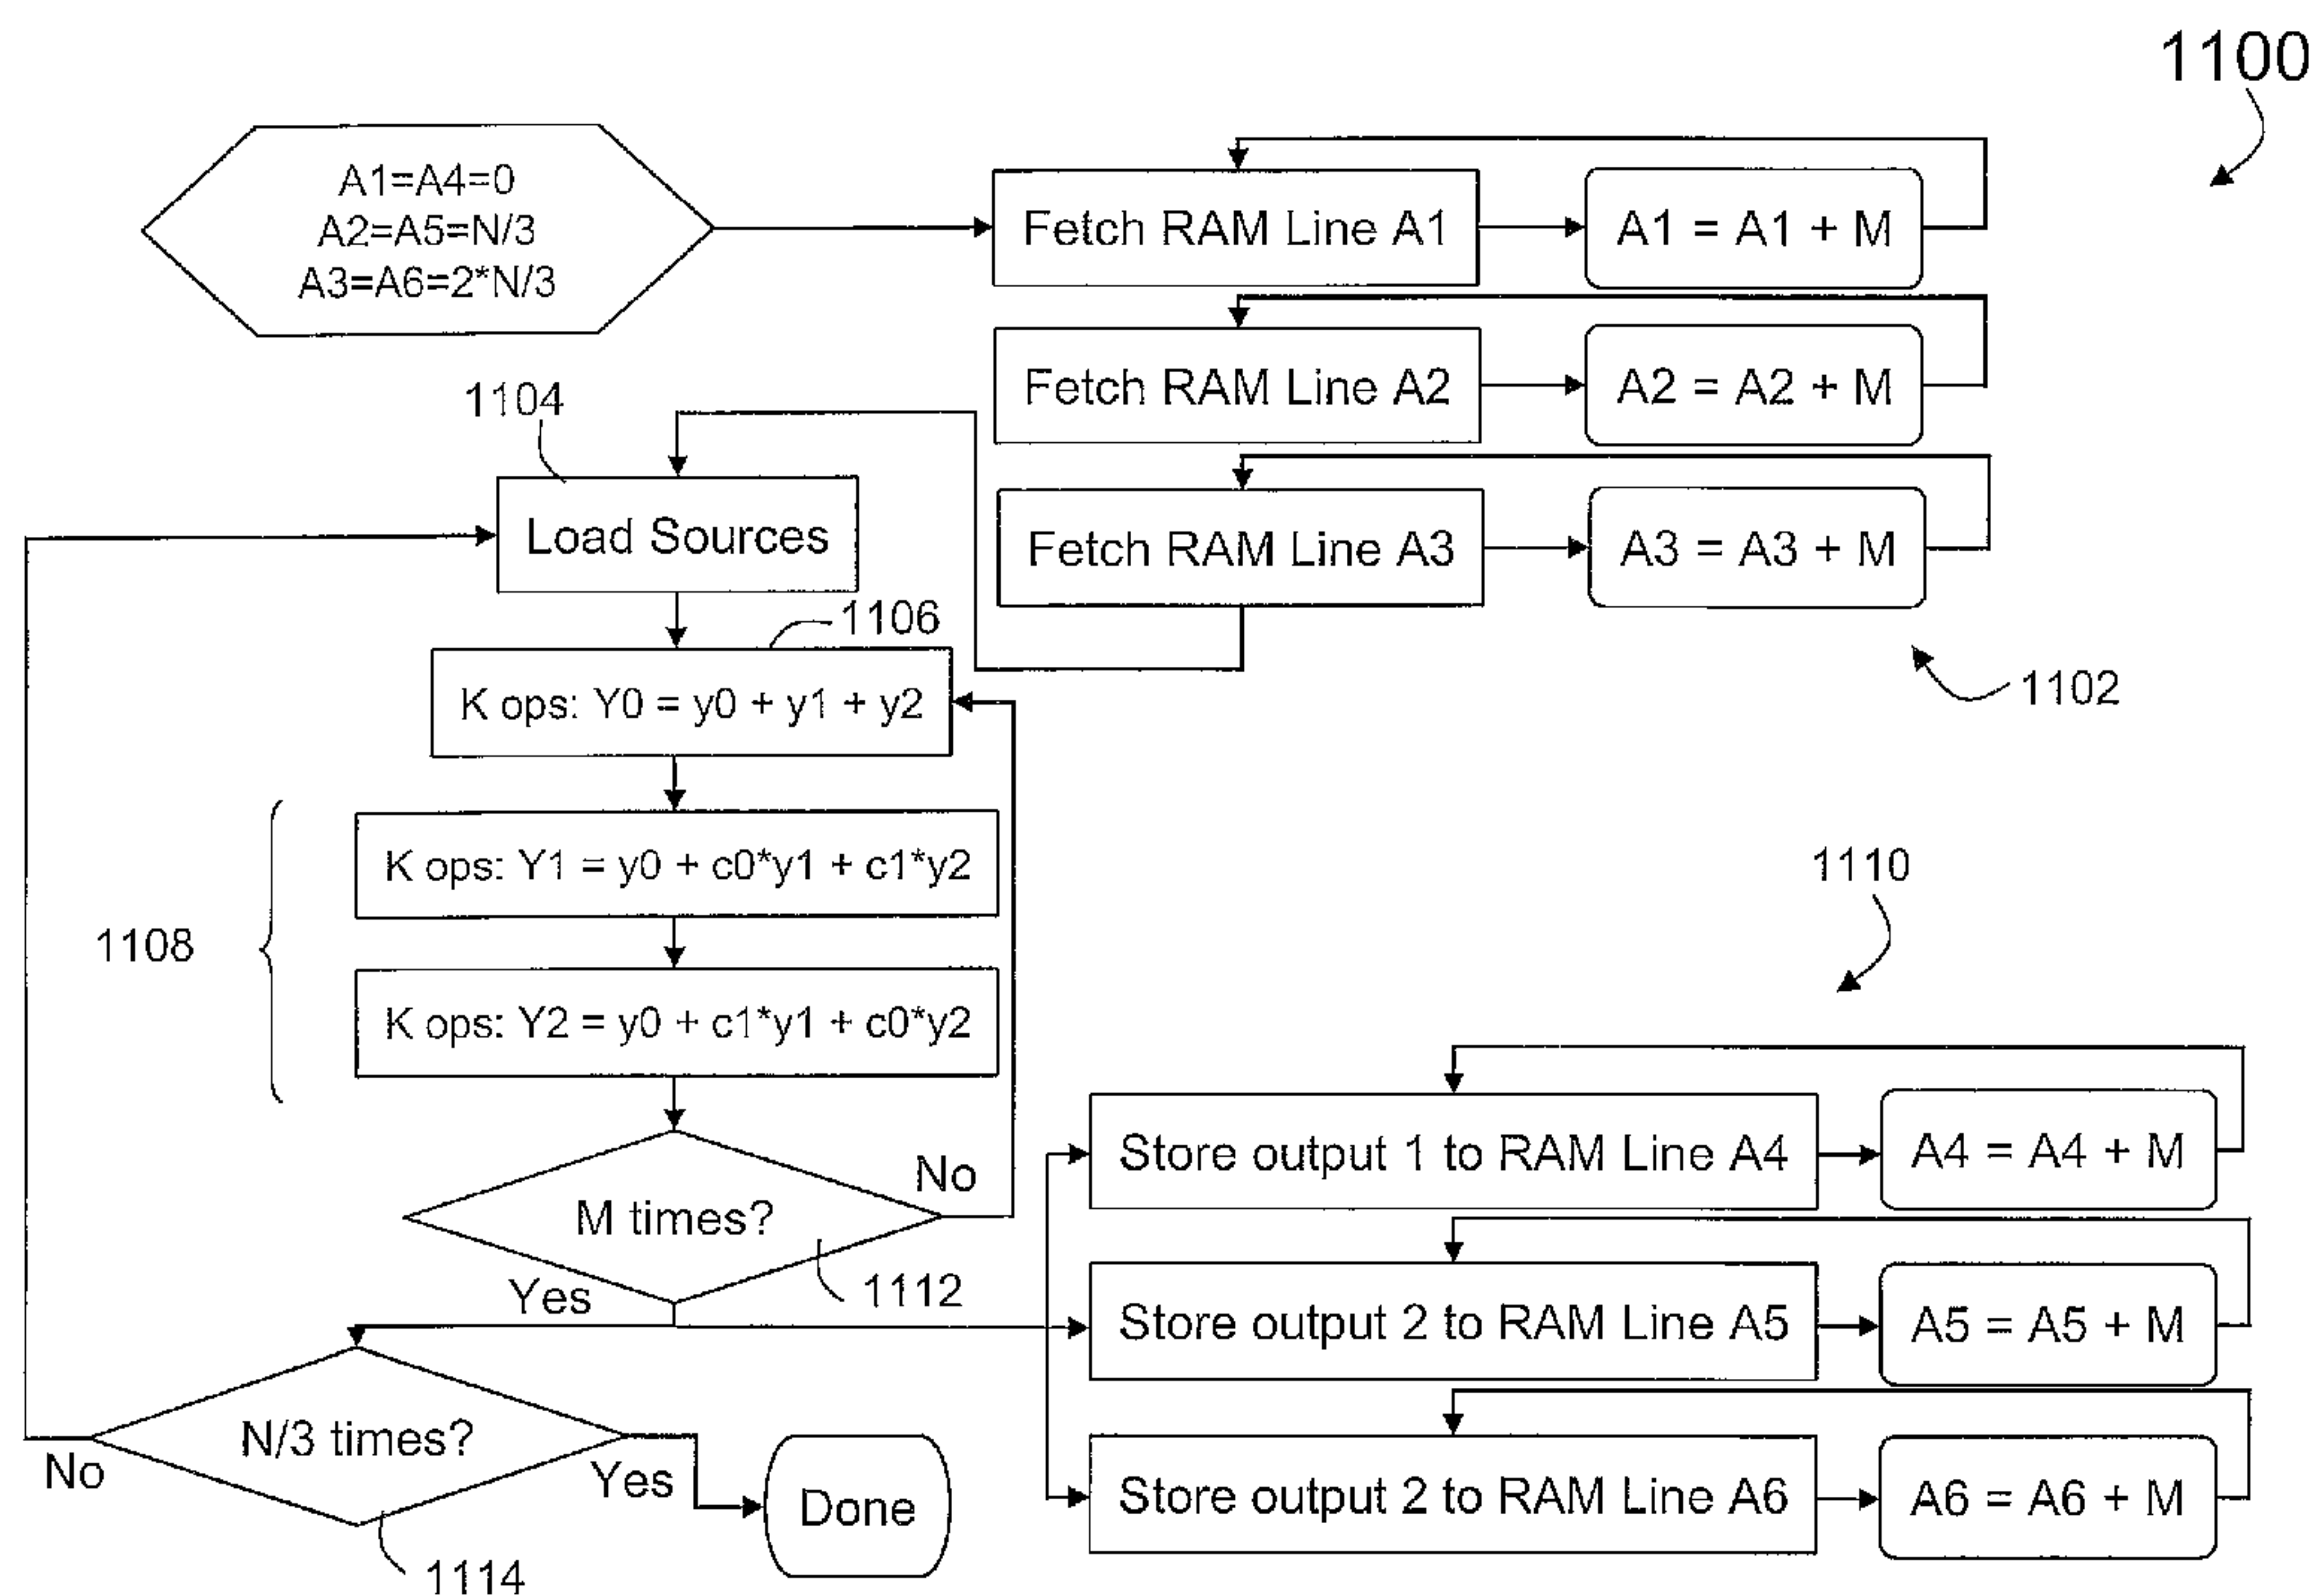 1100
A1=A4=0
A2=A5=N/3
A3=A6=2*N/3
Fetch RAM Line A1
A1 = A1 + M
Fetch RAM Line A2
A2 = A2 + M
1104
Load Sources
Fetch RAM Line A3
A3 = A3 + M
1106
1102
K ops: Y0 = y0 + y1 + y2
1108
K ops: Y1 = y0 + c0*y1 + c1*y2
K ops: Y2 = y0 + c1*y1 + c0*y2
1110
M times?
No
Yes
1112
Store output 1 to RAM Line A4
A4 = A4 + M
Store output 2 to RAM Line A5
A5 = A5 + M
Store output 2 to RAM Line A6
A6 = A6 + M
N/3 times?
No
Yes
Done
1114